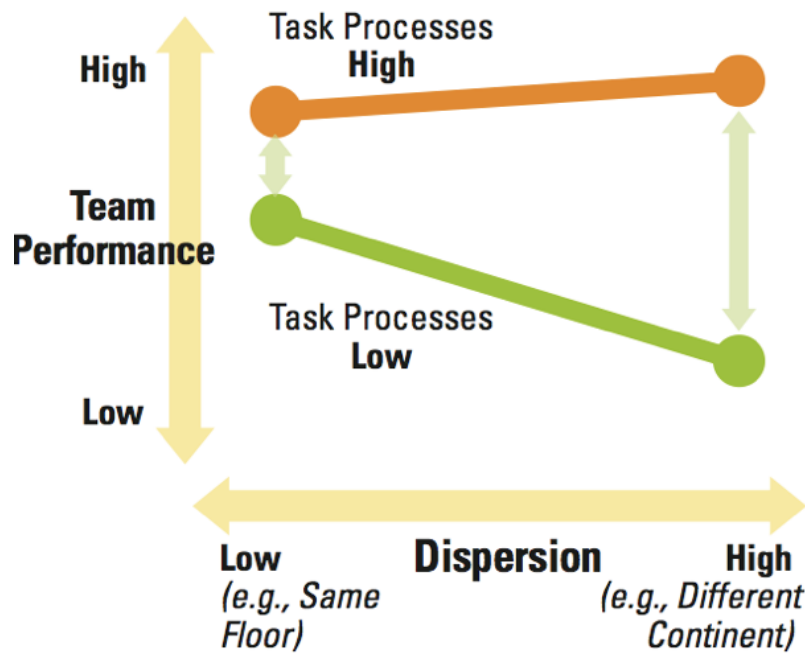 Task Processes
High
High
Team
Performance
Task Processes
Low
Low
Low
Dispersion
High
(e.g., Same
Floor)
(e.g., Different
Continent)